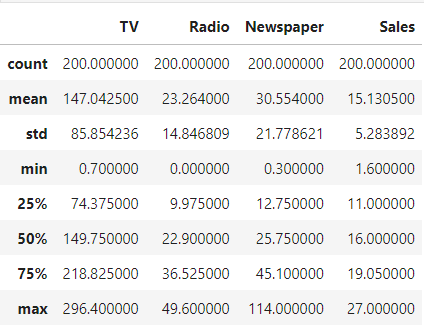 TV Radio Newspaper Sales
count 200.000000 200.000000 200.000000 200.000000
mean 147.042500 23.264000 30.554000 15.130500
std 85.854236 14.846809 21.778621 5.283892
min 0.700000 0.000000 0.300000 1.600000
25% 74.375000 9.975000 12.750000 11.000000
50% 149.750000 22.900000 25.750000 16.000000
75% 218.825000 36.525000 45.100000 19.050000
max 296.400000 49.600000 114.000000 27.000000